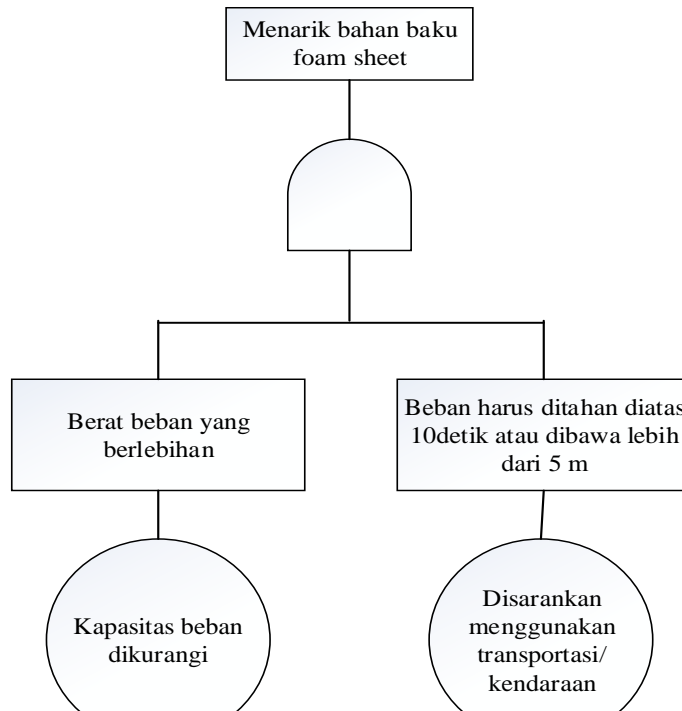 Menarik bahan baku
foam sheet
Berat beban yang
berlebihan
Beban harus ditahan diatas
10detik atau dibawa lebih
dari 5 m
Kapasitas beban
dikurangi
Disarankan
menggunakan
transportasi/
kendaraan